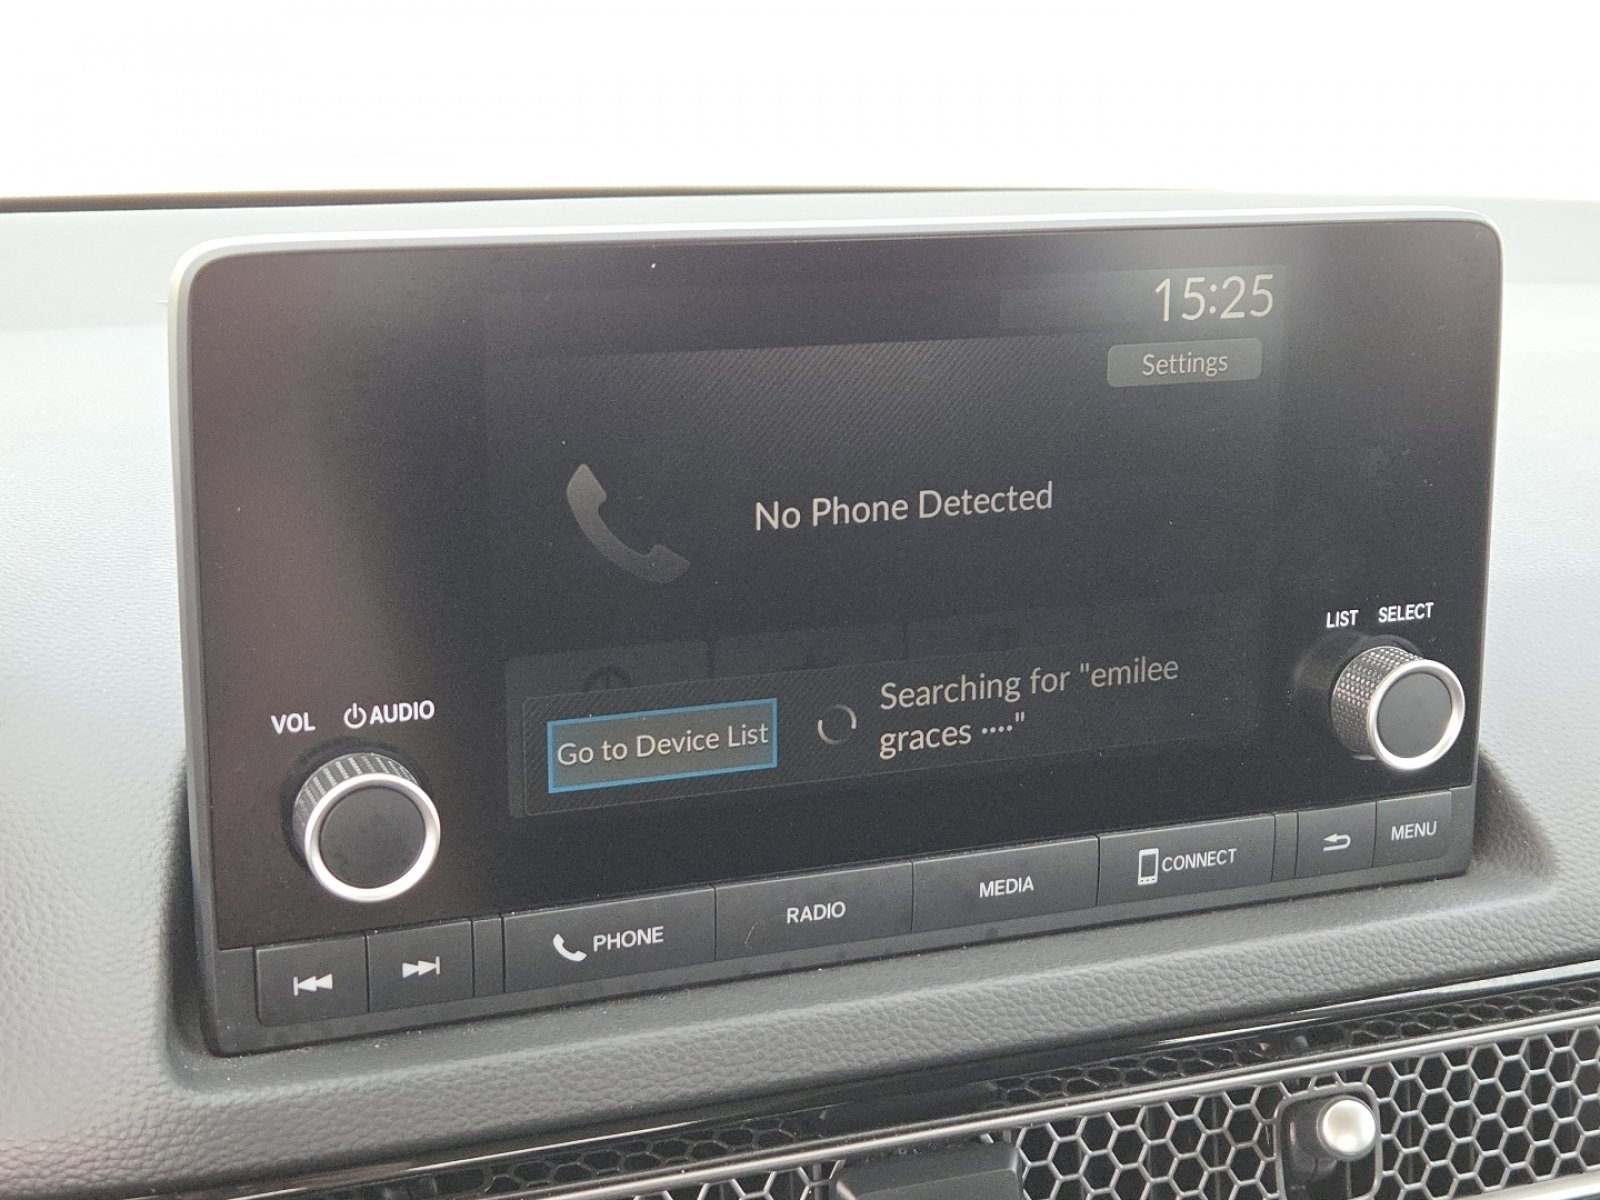 15:25
Settings
No Phone Detected
LIST SELECT
Searching for "emilee
graces ····"
Go to Device List
VOL AUDIO
PHONE
RADIO
MEDIA
CONNECT
MENU